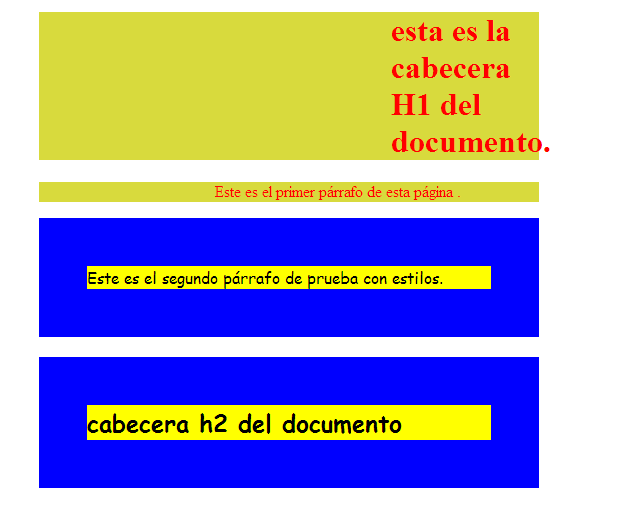 esta es la
cabecera
H1 del
documento.
Este es el primer párrafo de esta página .
Este es el segundo párrafo de prueba con estilos.
cabecera h2 del documento